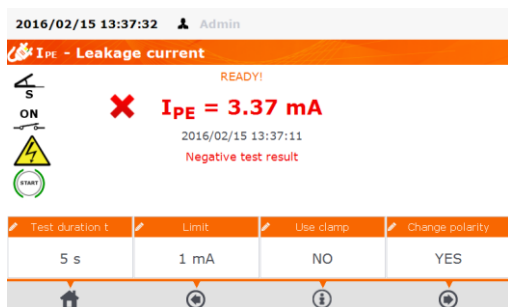 2016/02/15 13:37:32 Admin
IPE - Leakage current
READY!
S
ON
IPE = 3.37 mA
2016/02/15 13:37:11
Negative test result
START
Test duration t Limit Use clamp Change polarity
5 s 1 mA NO YES